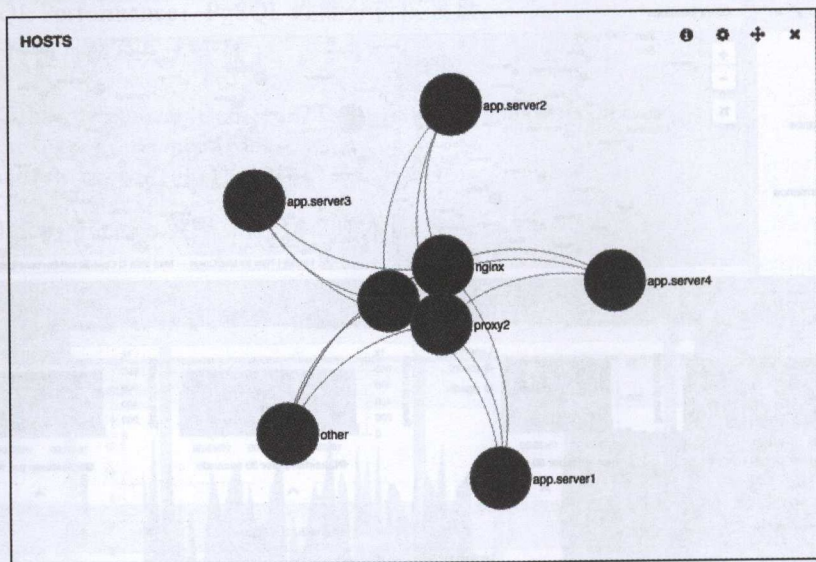 HOSTS
app.server2
app.server3
nginx
app.server4
proxy2
other
app.server1